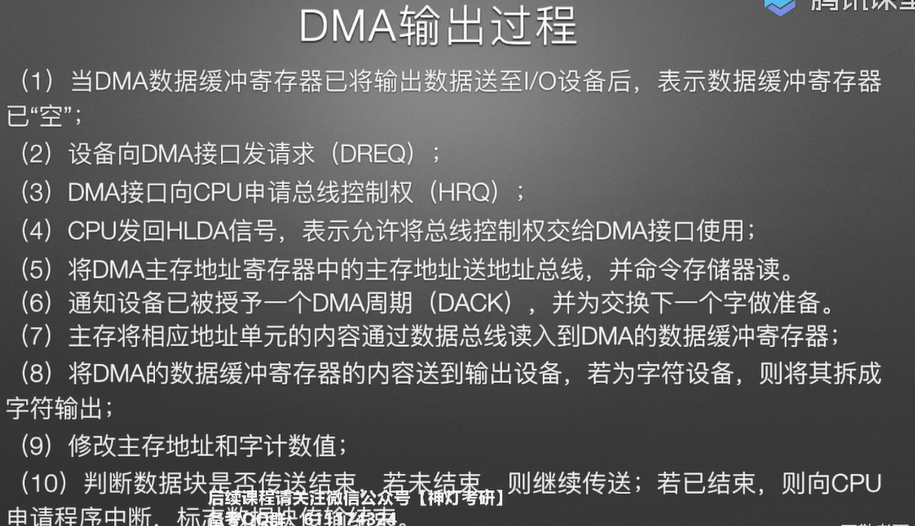 腾讯课堂
DMA输出过程
（1）当DMA数据缓冲寄存器已将输出数据送至I/O设备后，表示数据缓冲寄存器
已“空”；
（2）设备向DMA接口发请求（DREQ）；
（3）DMA接口向CPU申请总线控制权（HRQ）；
（4）CPU发回HLDA信号，表示允许将总线控制权交给DMA接口使用；
（5）将DMA主存地址寄存器中的主存地址送地址总线，并命令存储器读。
（6）通知设备已被授予一个DMA周期（DACK），并为交换下一个字做准备。
（7）主存将相应地址单元的内容通过数据总线读入到DMA的数据缓冲寄存器；
（8）将DMA的数据缓冲寄存器的内容送到输出设备，若为字符设备，则将其拆成
字符输出；
（9）修改主存地址和字计数值；
（10）判断数据块是否传送结束，若未结束，则继续传送；若已结束，则向CPU
后续课程请关注微信公众号【神灯考研】
申请程序中断，标志数据块传输结束。